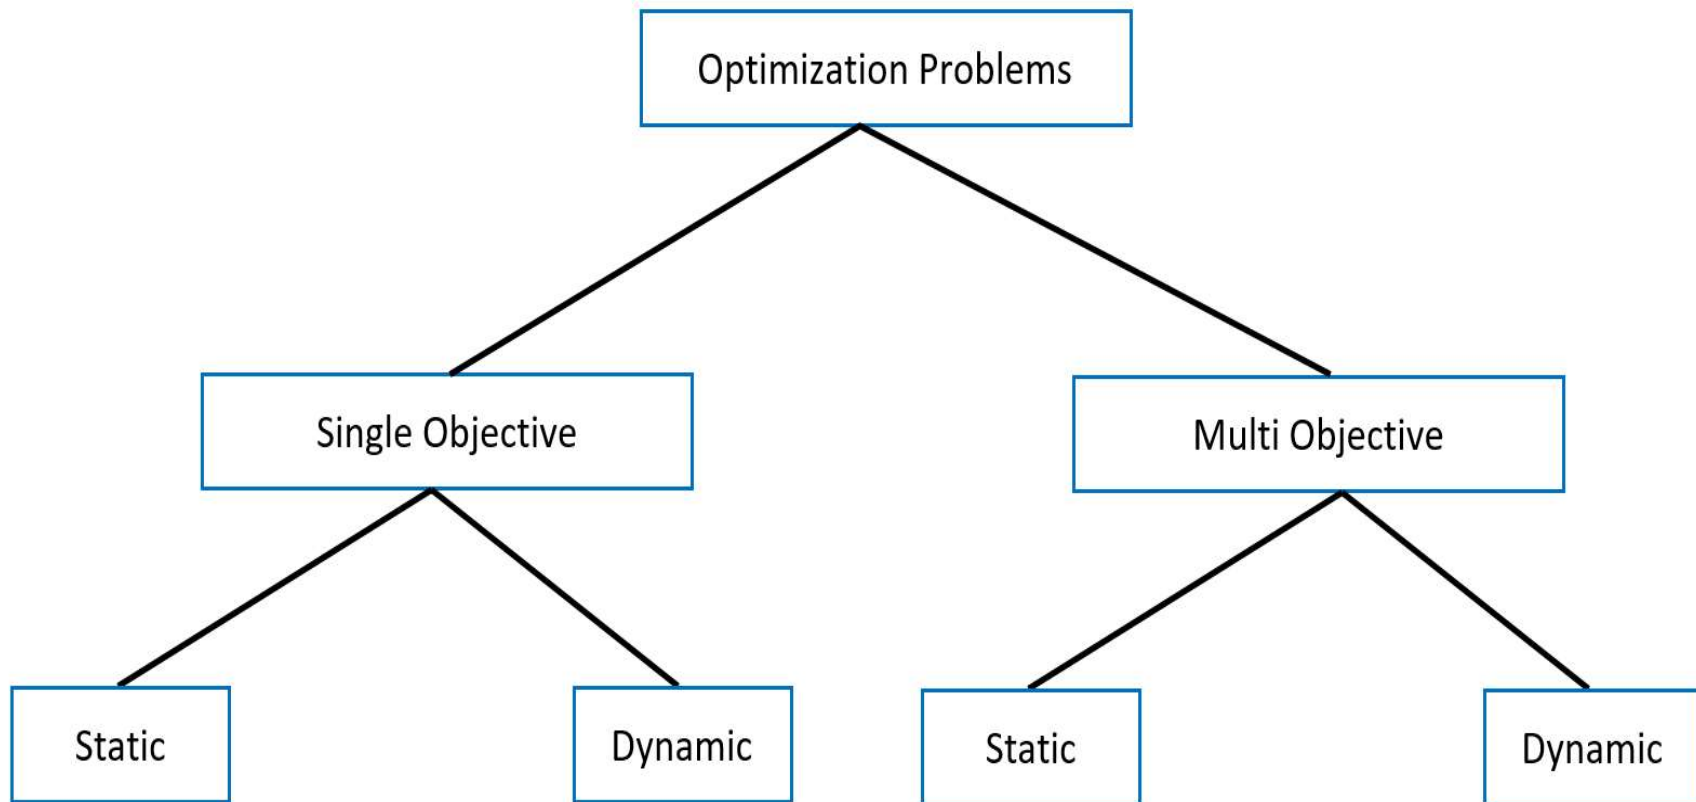 Optimization Problems
Single Objective
Multi Objective
Static
Dynamic
Static
Dynamic